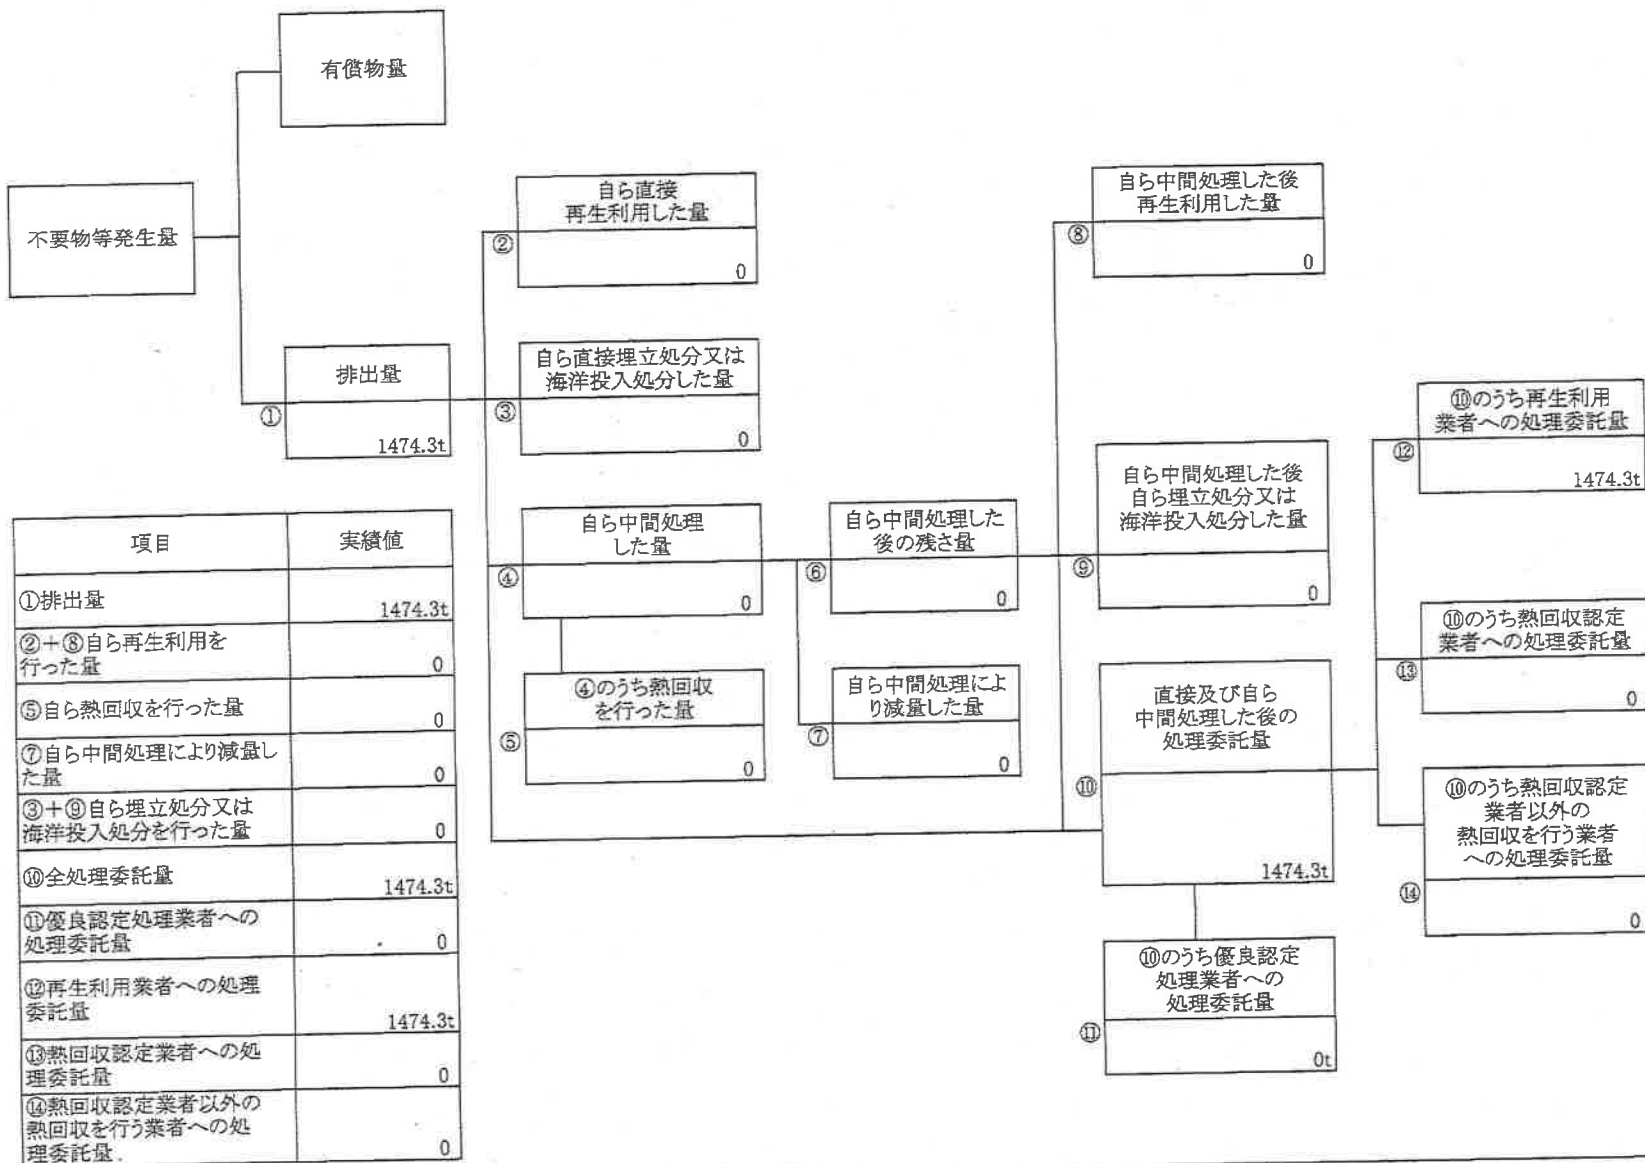 有償物量
不要物等発生量
排出量
①
1474.3t
自ら直接
再生利用した量
②
0
自ら直接埋立処分又は
海洋投入処分した量
③
0
自ら中間処理
した量
④
0
④のうち熱回収
を行った量
⑤
0
自ら中間処理した
後の残さ量
⑥
0
自ら中間処理によ
り減量した量
⑦
0
自ら中間処理した後
再生利用した量
⑧
0
自ら中間処理した後
自ら埋立処分又は
海洋投入処分した量
⑨
0
直接及び自ら
中間処理した後の
処理委託量
⑩
1474.3t
⑩のうち優良認定
処理業者への
処理委託量
⑪
0t
⑩のうち再生利用
業者への処理委託量
⑫
1474.3t
⑩のうち熱回収認定
業者への処理委託量
⑬
0
⑩のうち熱回収認定
業者以外の
熱回収を行う業者
への処理委託量
⑭
0
項目 実績値
①排出量 1474.3t
②+⑧自ら再生利用を
行った量 0
⑤自ら熱回収を行った量 0
⑦自ら中間処理により減量し
た量 0
③+⑨自ら埋立処分又は
海洋投入処分を行った量 0
⑩全処理委託量 1474.3t
⑪優良認定処理業者への
処理委託量 0
⑫再生利用業者への処理
委託量 1474.3t
⑬熱回収認定業者への処
理委託量 0
⑭熱回収認定業者以外の
熱回収を行う業者への処
理委託量 0